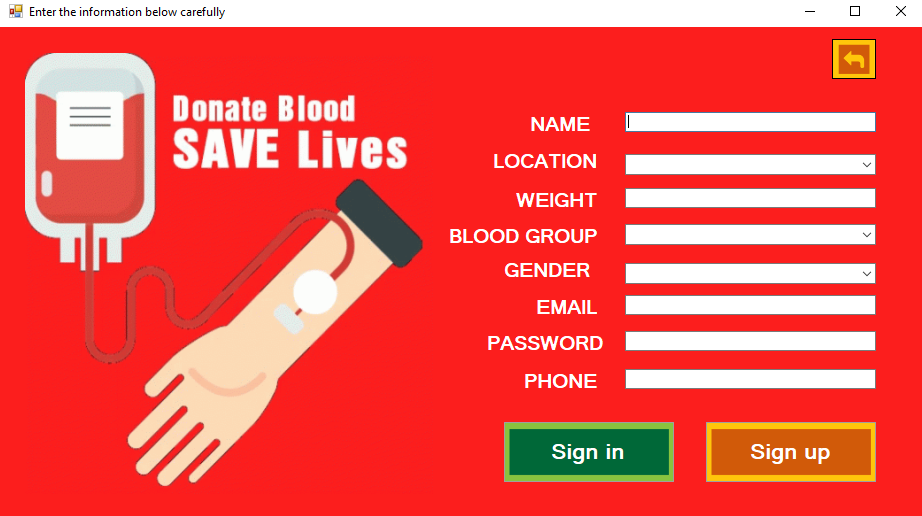 Enter the information below carefully
Donate Blood
SAVE Lives
NAME
LOCATION
WEIGHT
BLOOD GROUP
GENDER
EMAIL
PASSWORD
PHONE
Sign in
Sign up